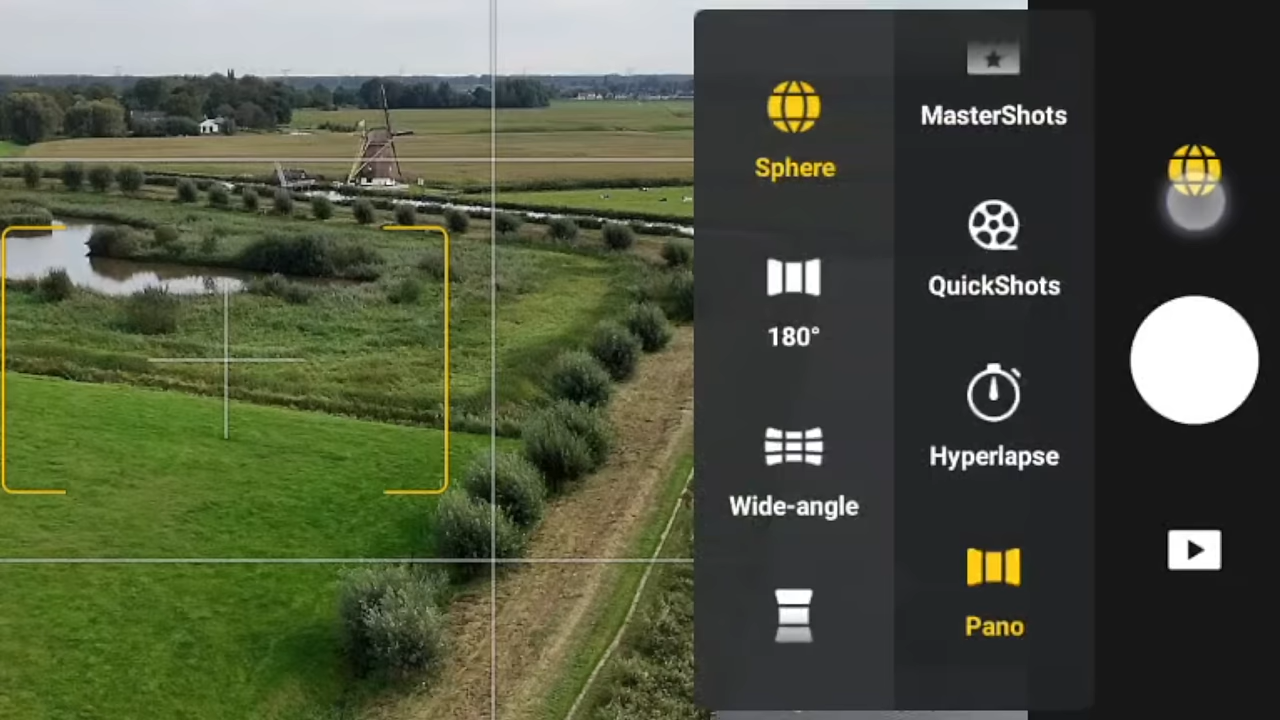 Sphere
180°
Wide-angle
MasterShots
QuickShots
Hyperlapse
Pano